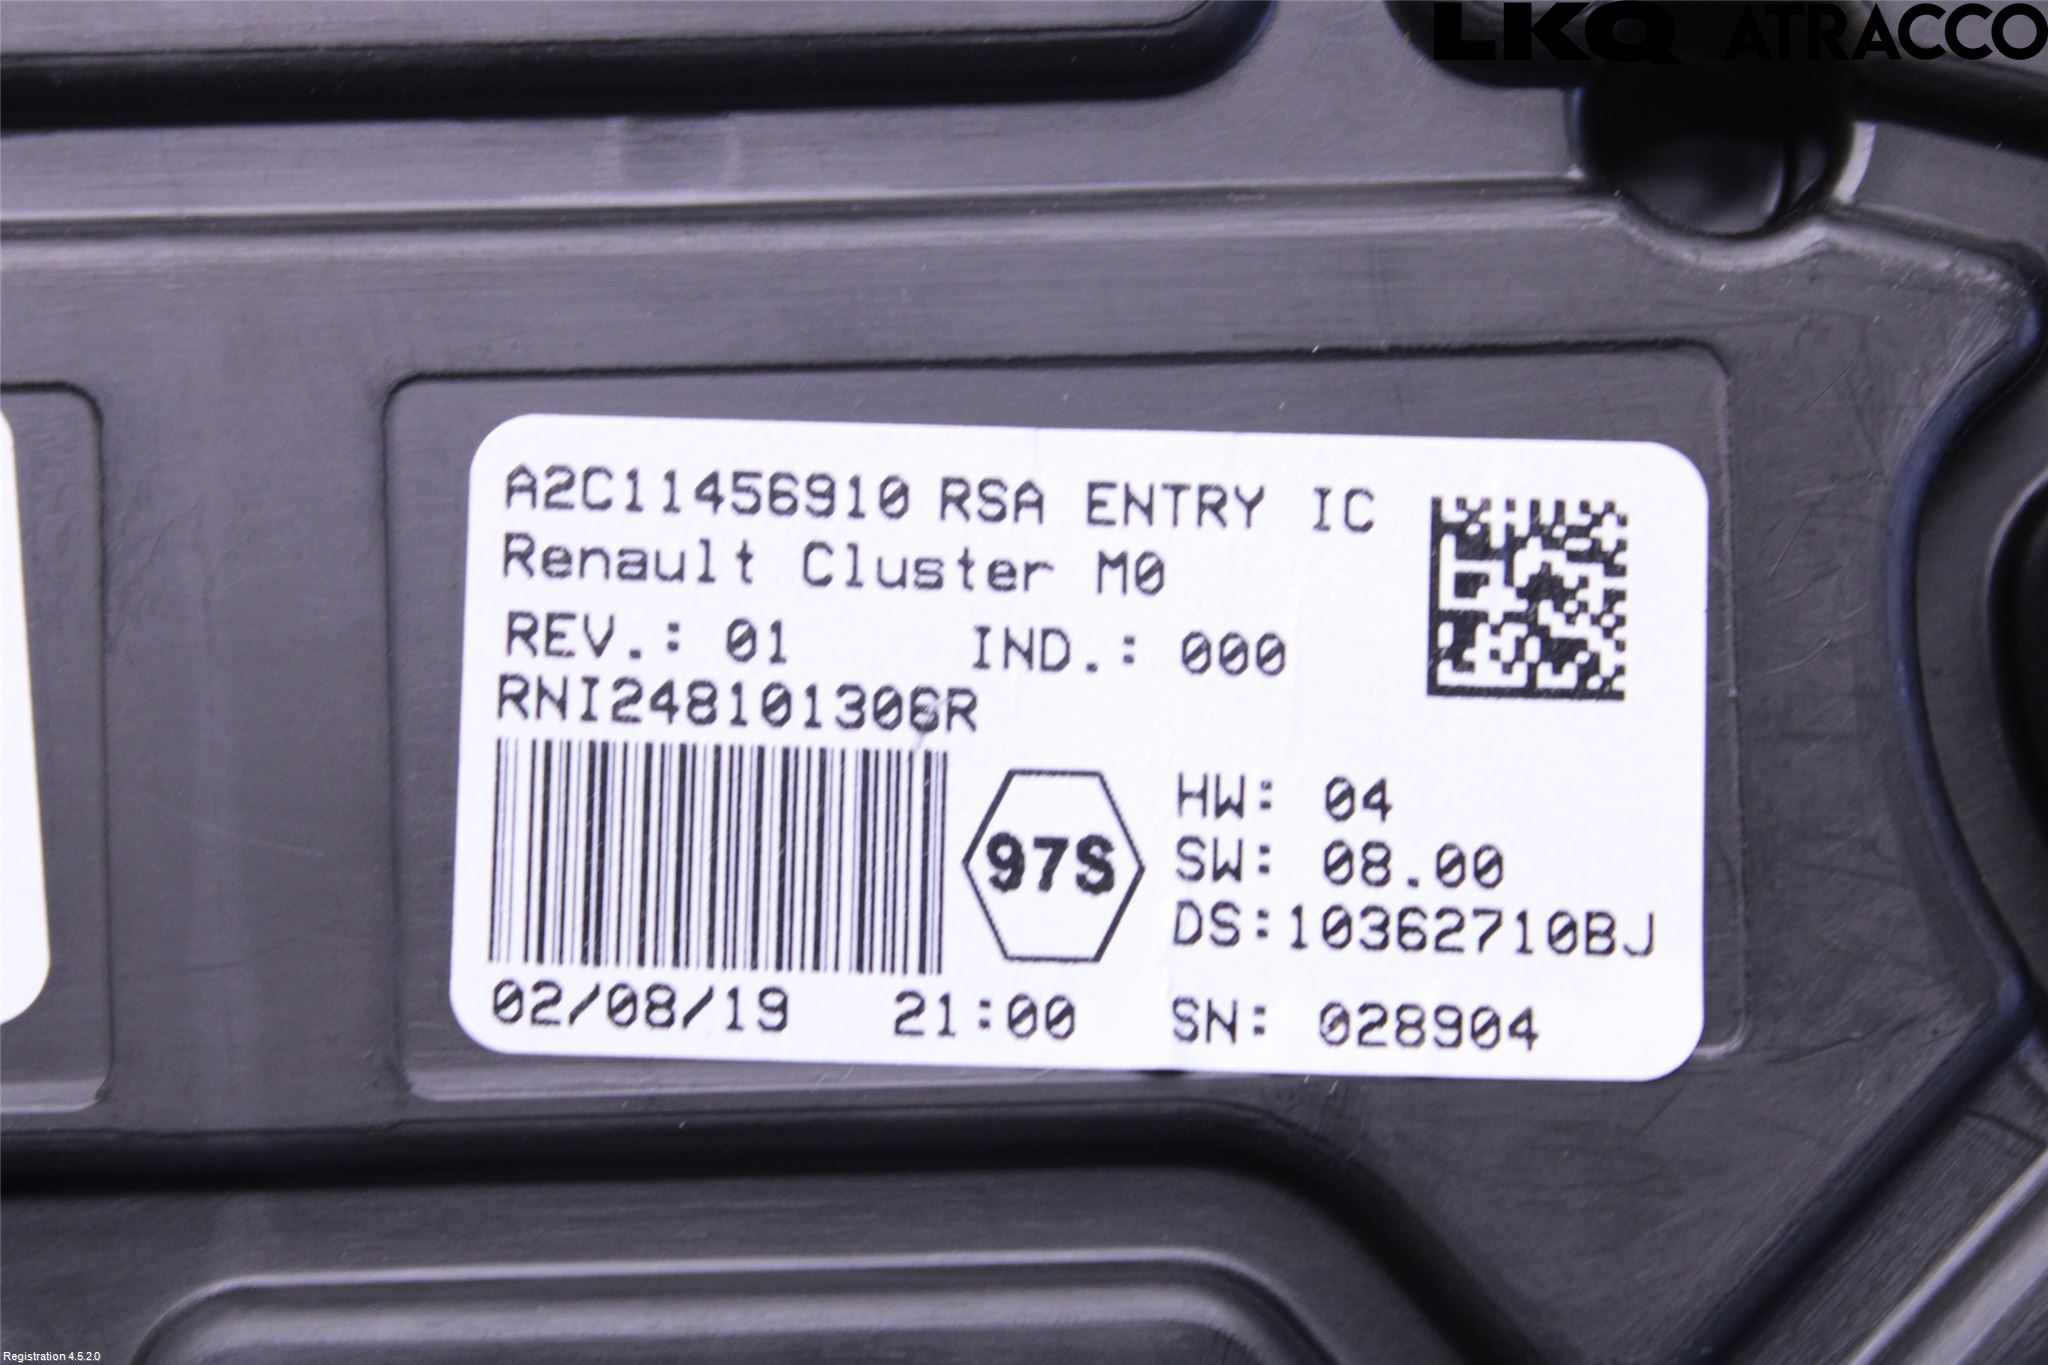 LKQ ATRACCO
A2C11456910 RSA ENTRY IC
Renault Cluster M0
REV.: 01 IND.: 000
RNI248101306R
97S
HW: 04
SW: 08.00
DS:10362710BJ
02/08/19 21:00 SN: 028904
Registration 4.5.2.0